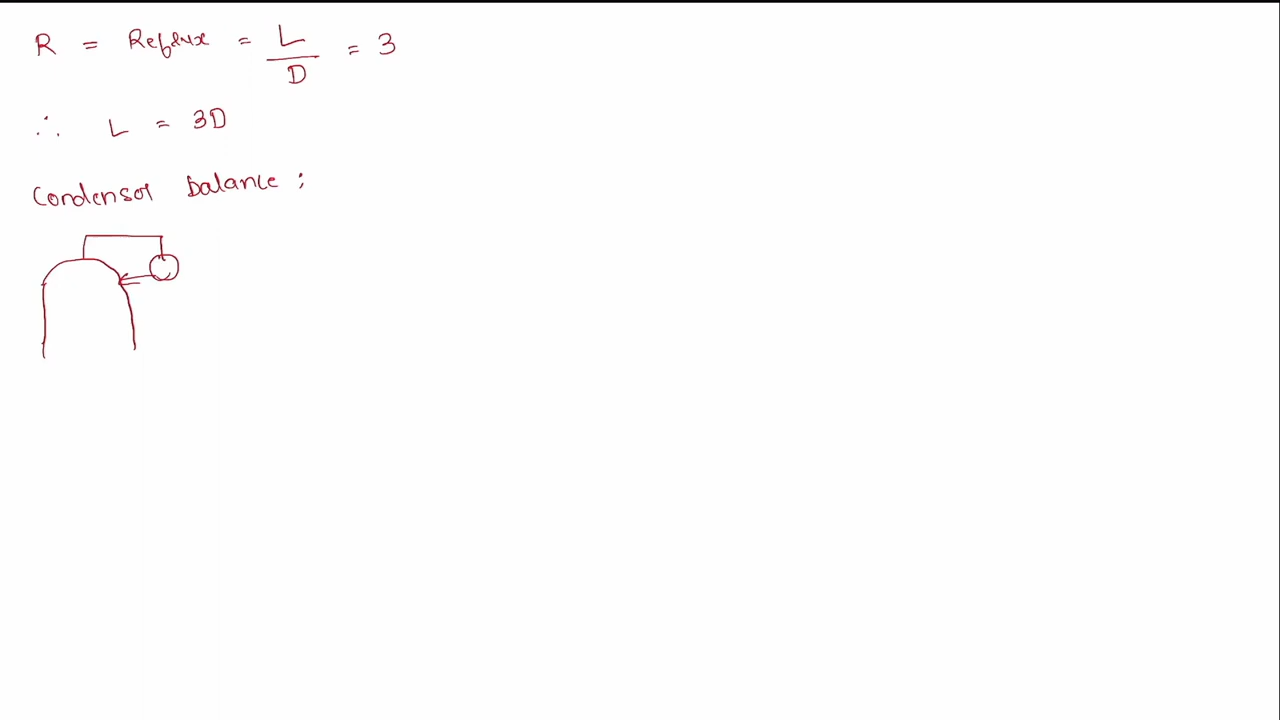 R = Reflux = L/D = 3
∴ L = 3D
Condensor balance :